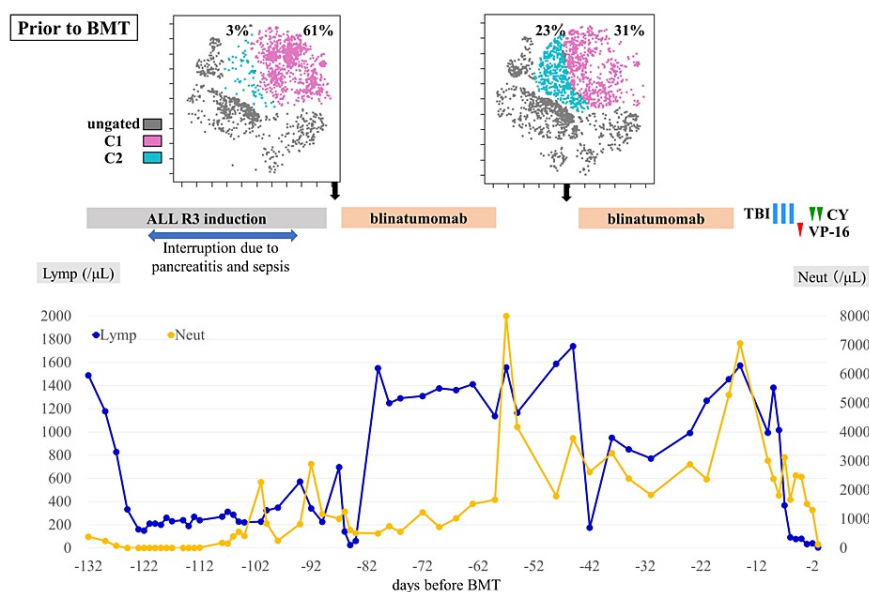 Prior to BMT
3% 61%
23% 31%
ungated
C1
C2
ALL R3 induction
blinatumomab
blinatumomab
TBI
CY
VP-16
Interruption due to
pancreatitis and sepsis
Lymp (/μL)
Neut (/μL)
Lymp Neut
2000
1800
1600
1400
1200
1000
800
600
400
200
0
8000
7000
6000
5000
4000
3000
2000
1000
0
-132 -122 -112 -102 -92 -82 -72 -62 -52 -42 -32 -22 -12 -2
days before BMT